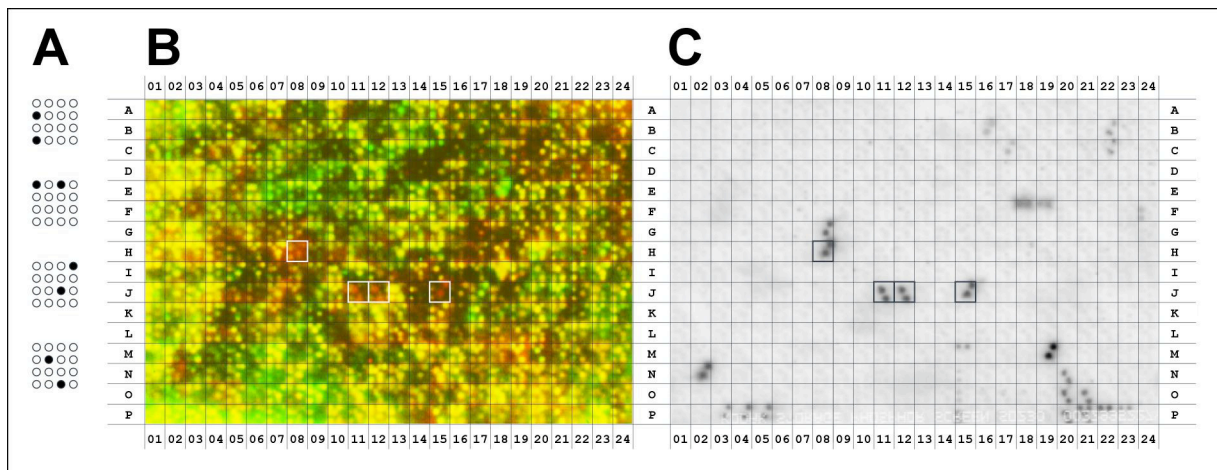 A B C
01 02 03 04 05 06 07 08 09 10 11 12 13 14 15 16 17 18 19 20 21 22 23 24
A
B
C
D
E
F
G
H
I
J
K
L
M
N
O
P
01 02 03 04 05 06 07 08 09 10 11 12 13 14 15 16 17 18 19 20 21 22 23 24
01 02 03 04 05 06 07 08 09 10 11 12 13 14 15 16 17 18 19 20 21 22 23 24
A A
B B
C C
D D
E E
F F
G G
H H
I I
J J
K K
L L
M M
N N
O O
P P
01 02 03 04 05 06 07 08 09 10 11 12 13 14 15 16 17 18 19 20 21 22 23 24